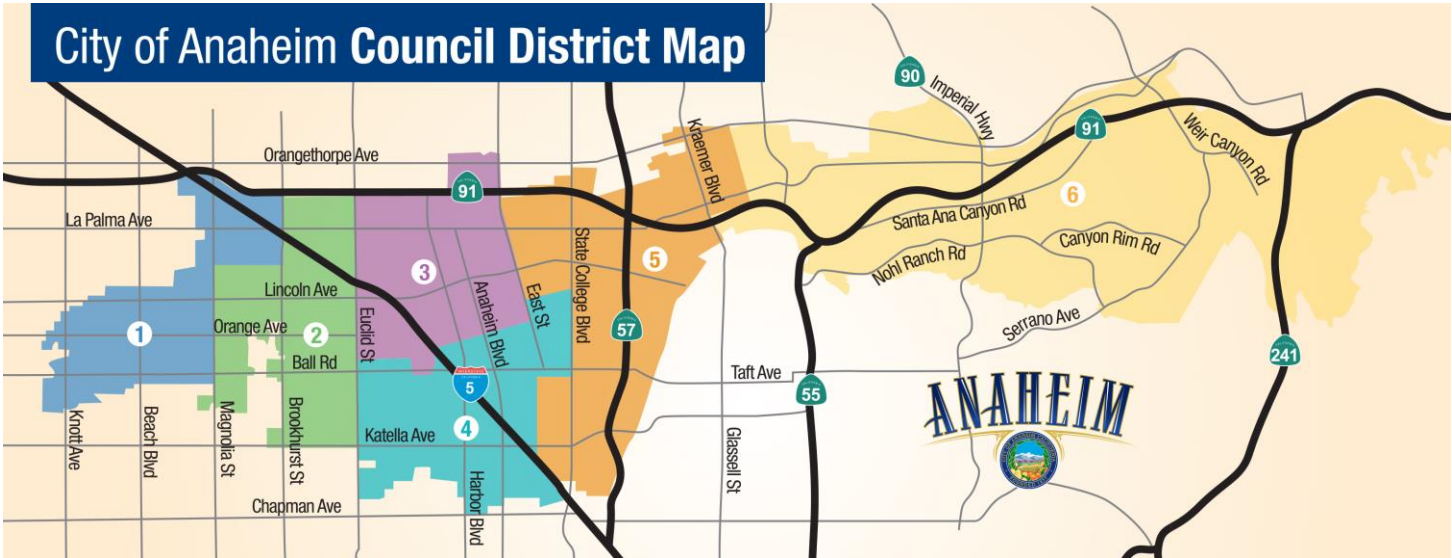 City of Anaheim Council District Map
90
Imperial Hwy
91
Weir Canyon Rd
Kraemer Blvd
Orangethorpe Ave
91
La Palma Ave
Santa Ana Canyon Rd
6
Canyon Rim Rd
Nohl Ranch Rd
State College Blvd
5
3
Lincoln Ave
Anaheim Blvd
East St
Euclid St
Orange Ave
1
2
57
Serrano Ave
Ball Rd
5
Taft Ave
55
241
ANAHEIM
Knott Ave
Beach Blvd
Magnolia St
Brookhurst St
Katella Ave
4
Harbor Blvd
Glassell St
Chapman Ave